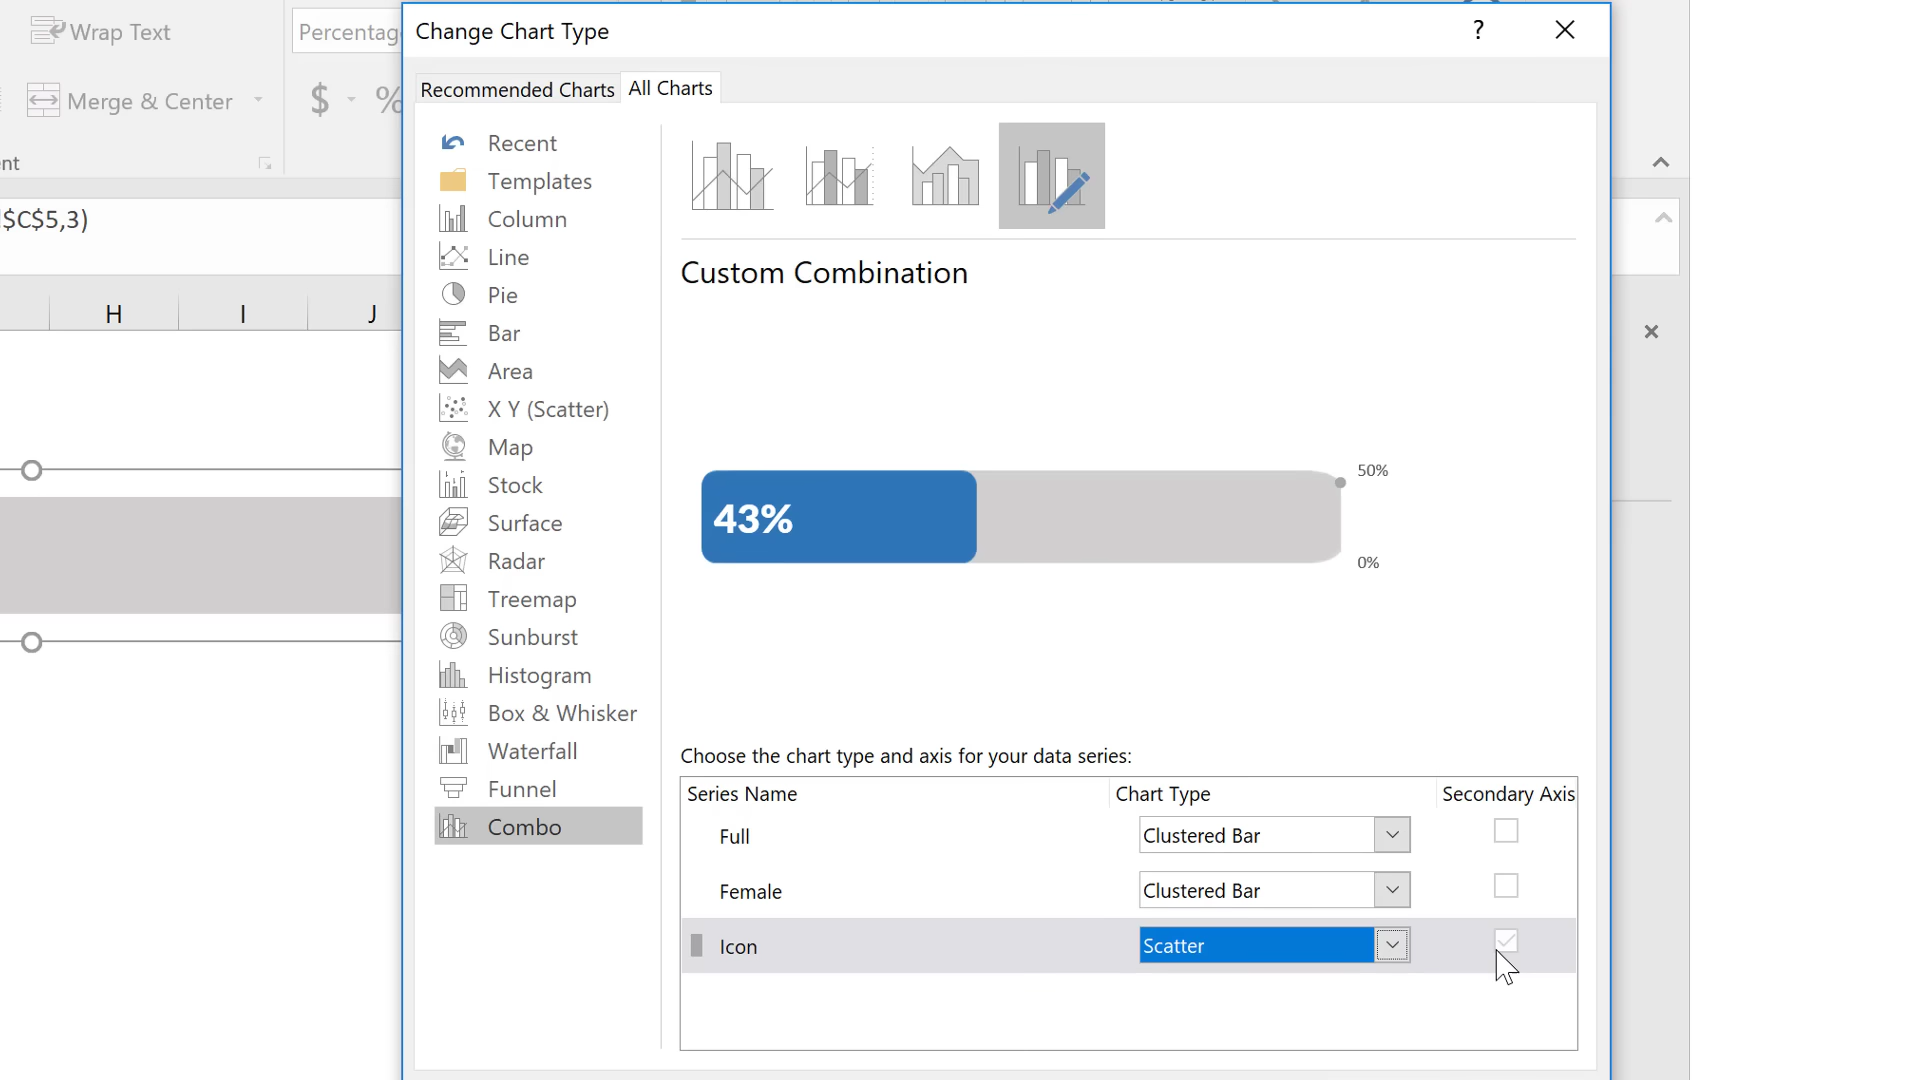 Wrap Text
Percentag
Merge & Center
$
%
nt
$C$5,3)
H
I
J
Change Chart Type
?
Recommended Charts
All Charts
Recent
Templates
Column
Line
Pie
Bar
Area
X Y (Scatter)
Map
Stock
Surface
Radar
Treemap
Sunburst
Histogram
Box & Whisker
Waterfall
Funnel
Combo
Custom Combination
43%
50%
0%
Choose the chart type and axis for your data series:
Series Name Chart Type Secondary Axis
Full Clustered Bar
Female Clustered Bar
Icon Scatter